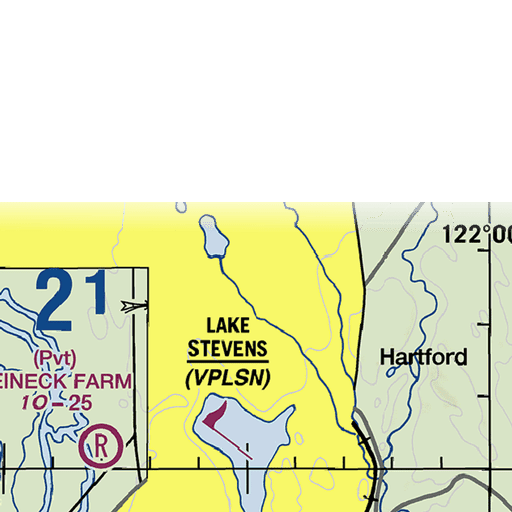 122°00
21
LAKE
STEVENS
(VPLSN)
Hartford
(Pvt)
EINECK FARM
10 – 25
R